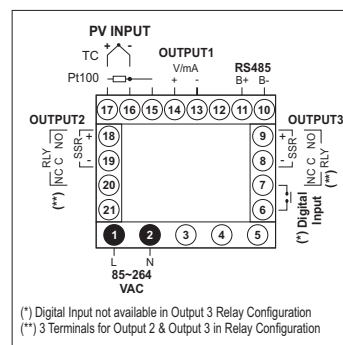 PV INPUT
TC + -
OUTPUT1
V/mA
+ -
RS485
B+ B-
Pt100
17 16 15 14 13 12 11 10
OUTPUT2
OUTPUT3
RLY
NC C NO
(**)
SSR
+
-
18
19
20
21
9
8
7
6
+
-
SSR
RLY
NC C NO
(**)
(*) Digital
Input
1 2 3 4 5
L N
85~264
VAC
(*) Digital Input not available in Output 3 Relay Configuration
(**) 3 Terminals for Output 2 & Output 3 in Relay Configuration